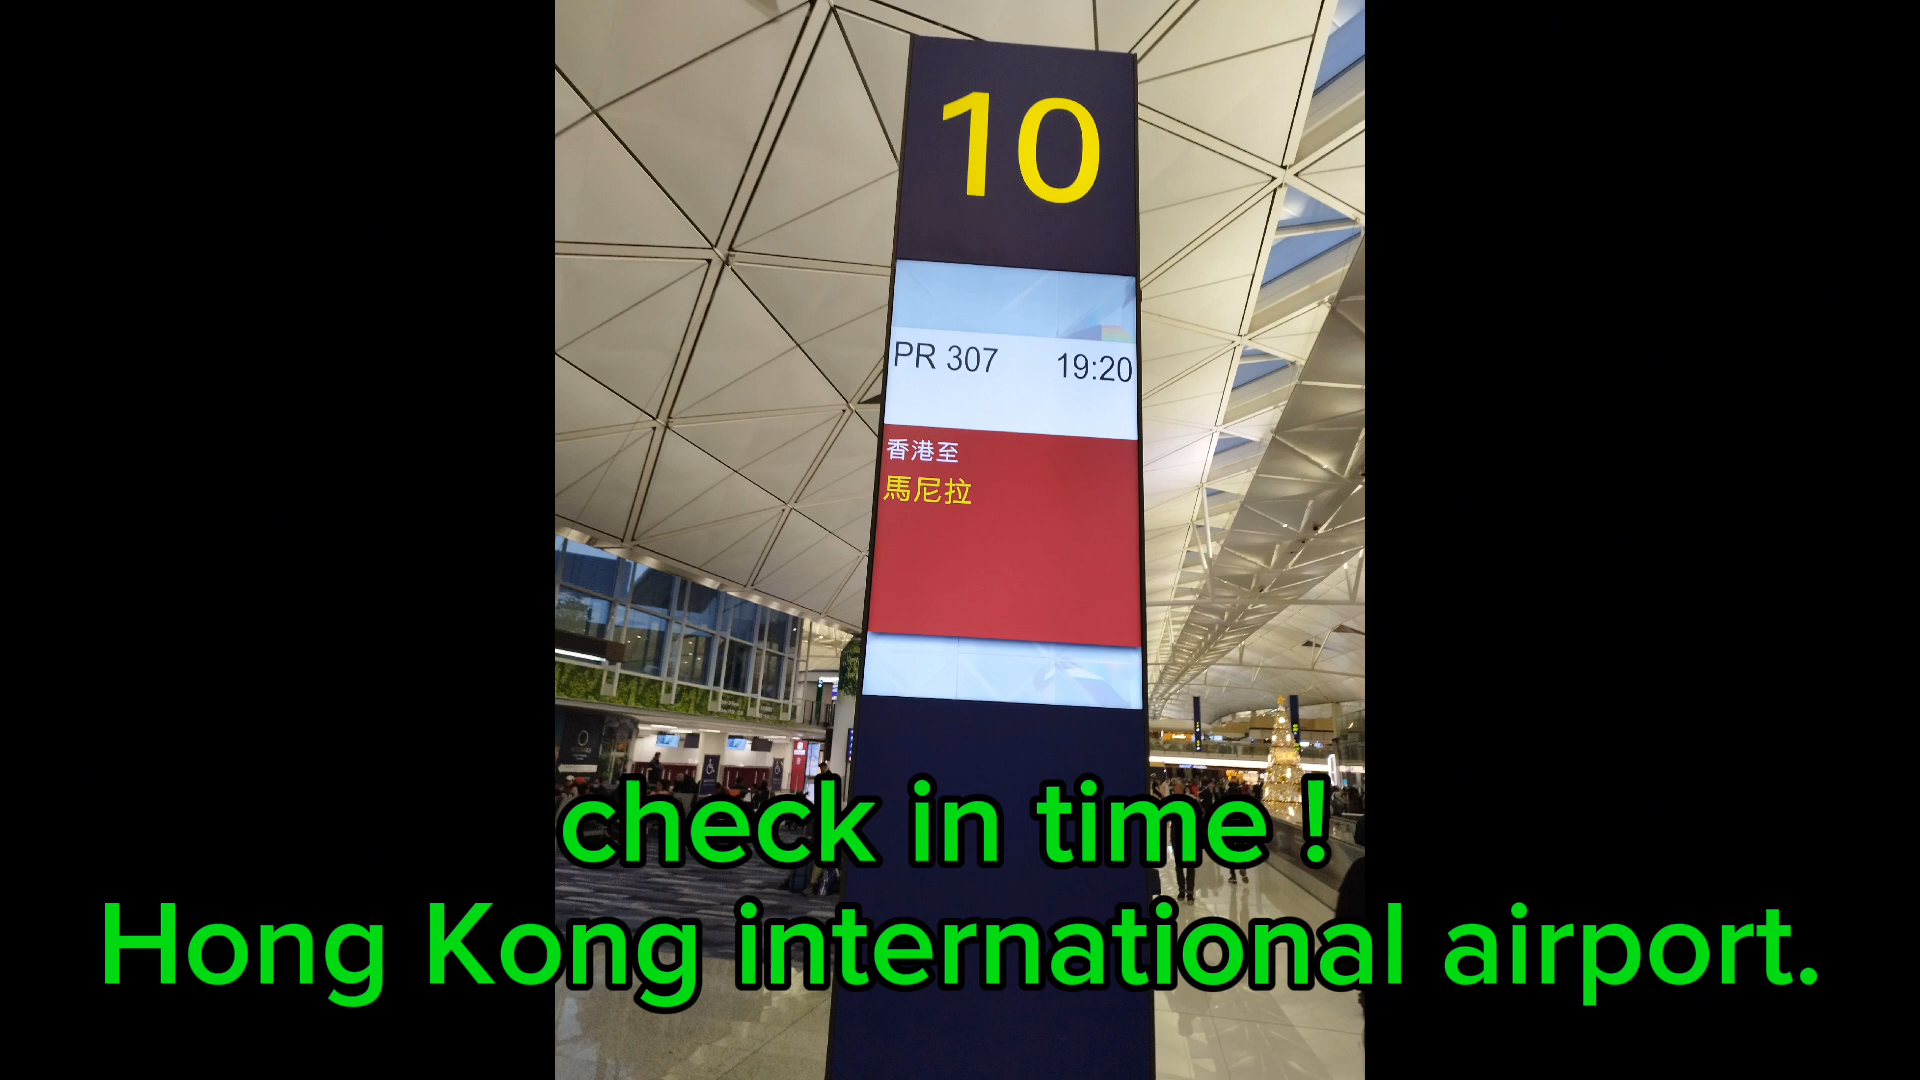 10
PR 307 19:20
香港至
馬尼拉
check in time !
Hong Kong international airport.